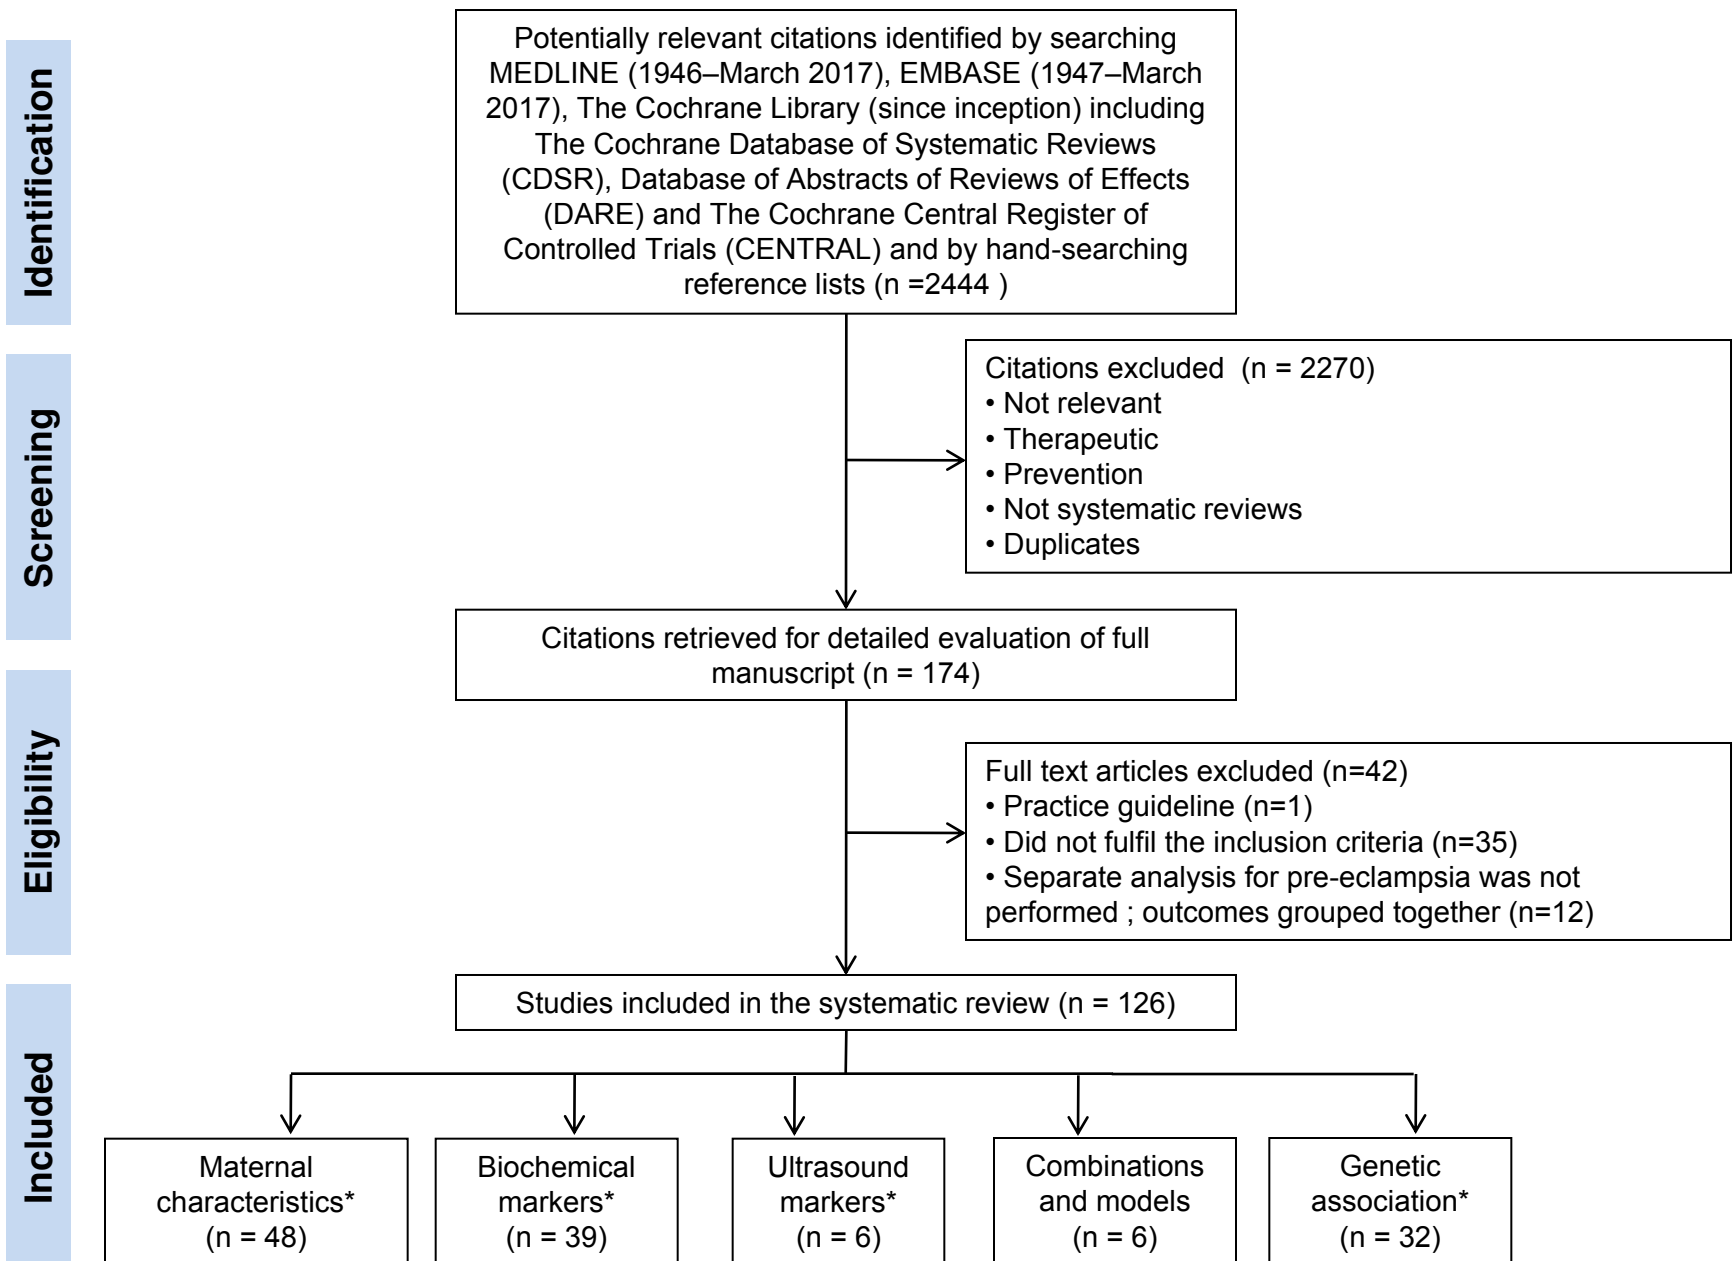 Identification
Potentially relevant citations identified by searching
MEDLINE (1946–March 2017), EMBASE (1947–March
2017), The Cochrane Library (since inception) including
The Cochrane Database of Systematic Reviews
(CDSR), Database of Abstracts of Reviews of Effects
(DARE) and The Cochrane Central Register of
Controlled Trials (CENTRAL) and by hand-searching
reference lists (n =2444 )
Screening
Citations excluded  (n = 2270)
• Not relevant
• Therapeutic
• Prevention
• Not systematic reviews
• Duplicates
Citations retrieved for detailed evaluation of full
manuscript (n = 174)
Eligibility
Full text articles excluded (n=42)
• Practice guideline (n=1)
• Did not fulfil the inclusion criteria (n=35)
• Separate analysis for pre-eclampsia was not
performed ; outcomes grouped together (n=12)
Included
Studies included in the systematic review (n = 126)
Maternal
characteristics*
(n = 48)
Biochemical
markers*
(n = 39)
Ultrasound
markers*
(n = 6)
Combinations
and models
(n = 6)
Genetic
association*
(n = 32)